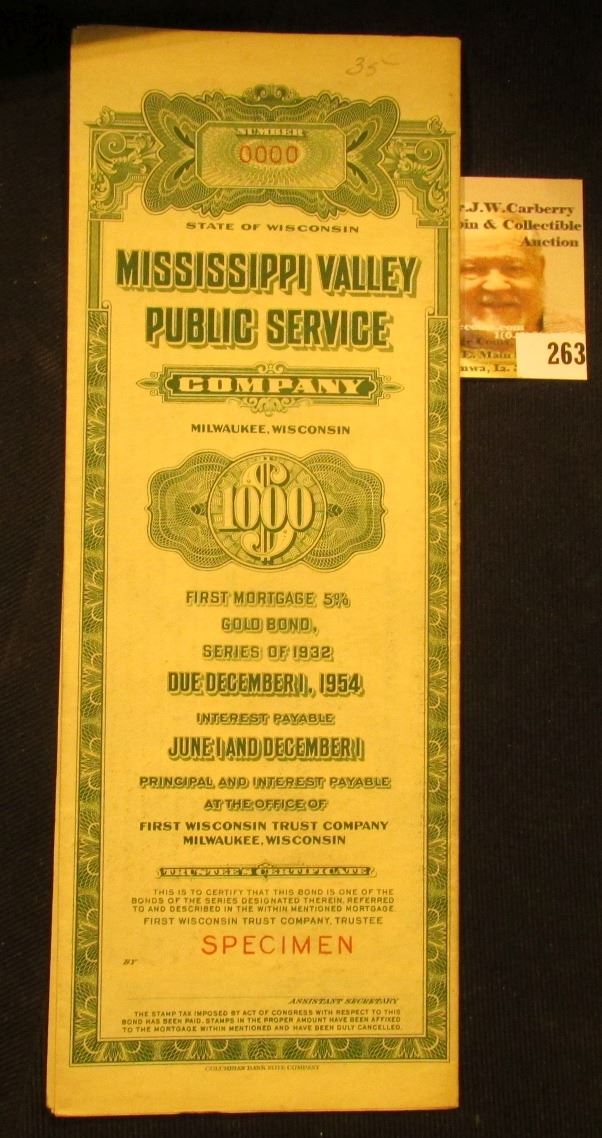 35
NUMBER
0000
STATE OF WISCONSIN
MISSISSIPPI VALLEY
PUBLIC SERVICE
COMPANY
MILWAUKEE, WISCONSIN
$1000
FIRST MORTGAGE 5%
GOLD BOND,
SERIES OF 1932
DUE DECEMBER 1, 1954
INTEREST PAYABLE
JUNE 1 AND DECEMBER 1
PRINCIPAL AND INTEREST PAYABLE
AT THE OFFICE OF
FIRST WISCONSIN TRUST COMPANY
MILWAUKEE, WISCONSIN
TRUSTEE'S CERTIFICATE
THIS IS TO CERTIFY THAT THIS BOND IS ONE OF THE
BONDS OF THE SERIES DESIGNATED THEREIN, REFERRED
TO AND DESCRIBED IN THE WITHIN MENTIONED MORTGAGE.
FIRST WISCONSIN TRUST COMPANY, TRUSTEE
SPECIMEN
BY
ASSISTANT SECRETARY
THE STAMP TAX IMPOSED BY ACT OF CONGRESS WITH RESPECT TO THIS
BOND HAS BEEN PAID. STAMPS IN THE PROPER AMOUNT HAVE BEEN AFFIXED
TO THE MORTGAGE WITHIN MENTIONED AND HAVE BEEN DULY CANCELLED.
COLUMBIAN BANK NOTE COMPANY
J.W.Carberry
& Collectible
Auction
E. Main
263